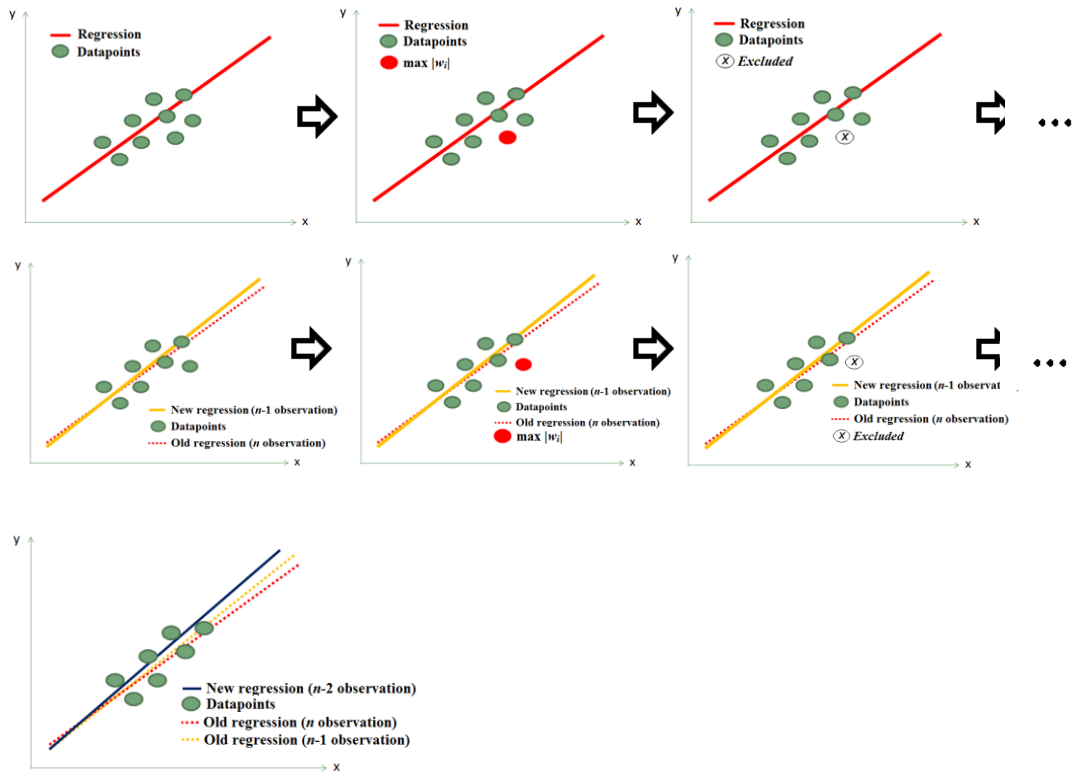 y
Regression
Datapoints
x
y
Regression
Datapoints
max |wᵢ|
x
y
Regression
Datapoints
x Excluded
x
...
y
New regression (n-1 observation)
Datapoints
Old regression (n observation)
x
y
New regression (n-1 observation)
Datapoints
Old regression (n observation)
max |wᵢ|
x
y
New regression (n-1 observat
Datapoints
Old regression (n observation)
x Excluded
x
...
y
New regression (n-2 observation)
Datapoints
Old regression (n observation)
Old regression (n-1 observation)
x